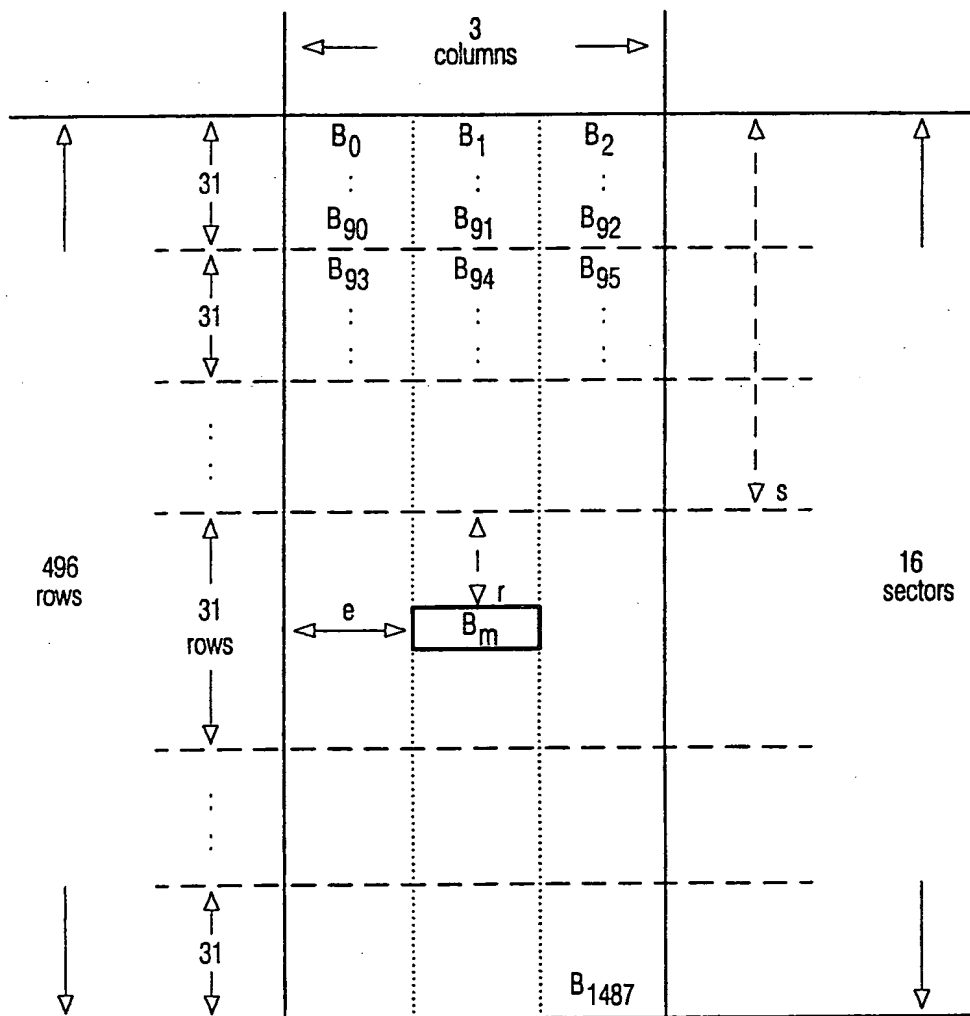 3
columns
B0 B1 B2
31
B90 B91 B92
B93 B94 B95
31
s
496
rows
16
sectors
r
e
31
rows
Bm
31
B1487